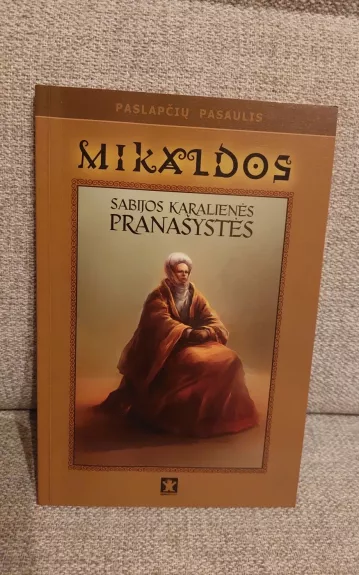 PASLAPČIŲ PASAULIS
MIKALDOS
SABIJOS KARALIENĖS
PRANAŠYSTĖS